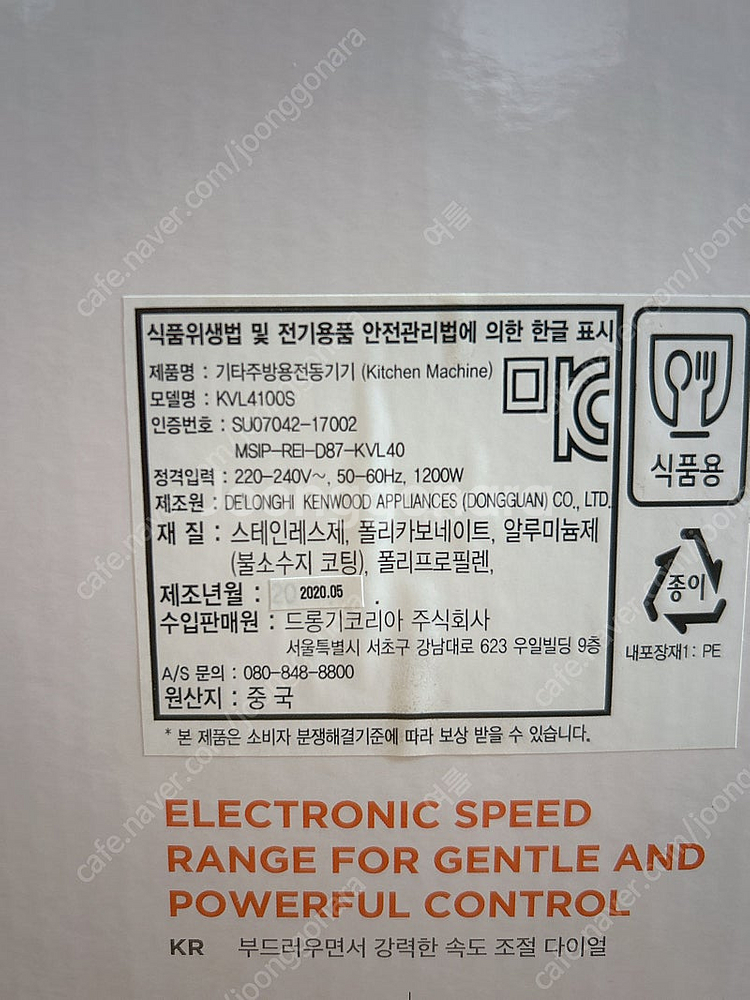 식품위생법 및 전기용품 안전관리법에 의한 한글 표시
제품명 : 기타주방용전동기기 (Kitchen Machine)
모델명 : KVL4100S
인증번호 : SU07042-17002
MSIP-REI-D87-KVL40
정격입력 : 220-240V~, 50-60Hz, 1200W
제조원 : DE'LONGHI KENWOOD APPLIANCES (DONGGUAN) CO., LTD.
재 질 : 스테인레스제, 폴리카보네이트, 알루미늄제
(불소수지 코팅), 폴리프로필렌,
제조년월 : 2020.05 .
수입판매원 : 드롱기코리아 주식회사
서울특별시 서초구 강남대로 623 우일빌딩 9층
A/S 문의 : 080-848-8800
원산지 : 중 국
* 본 제품은 소비자 분쟁해결기준에 따라 보상 받을 수 있습니다.
식품용
종이
내포장재1: PE
ELECTRONIC SPEED
RANGE FOR GENTLE AND
POWERFUL CONTROL
KR 부드러우면서 강력한 속도 조절 다이얼
cafe.naver.com/joonggonara
여름